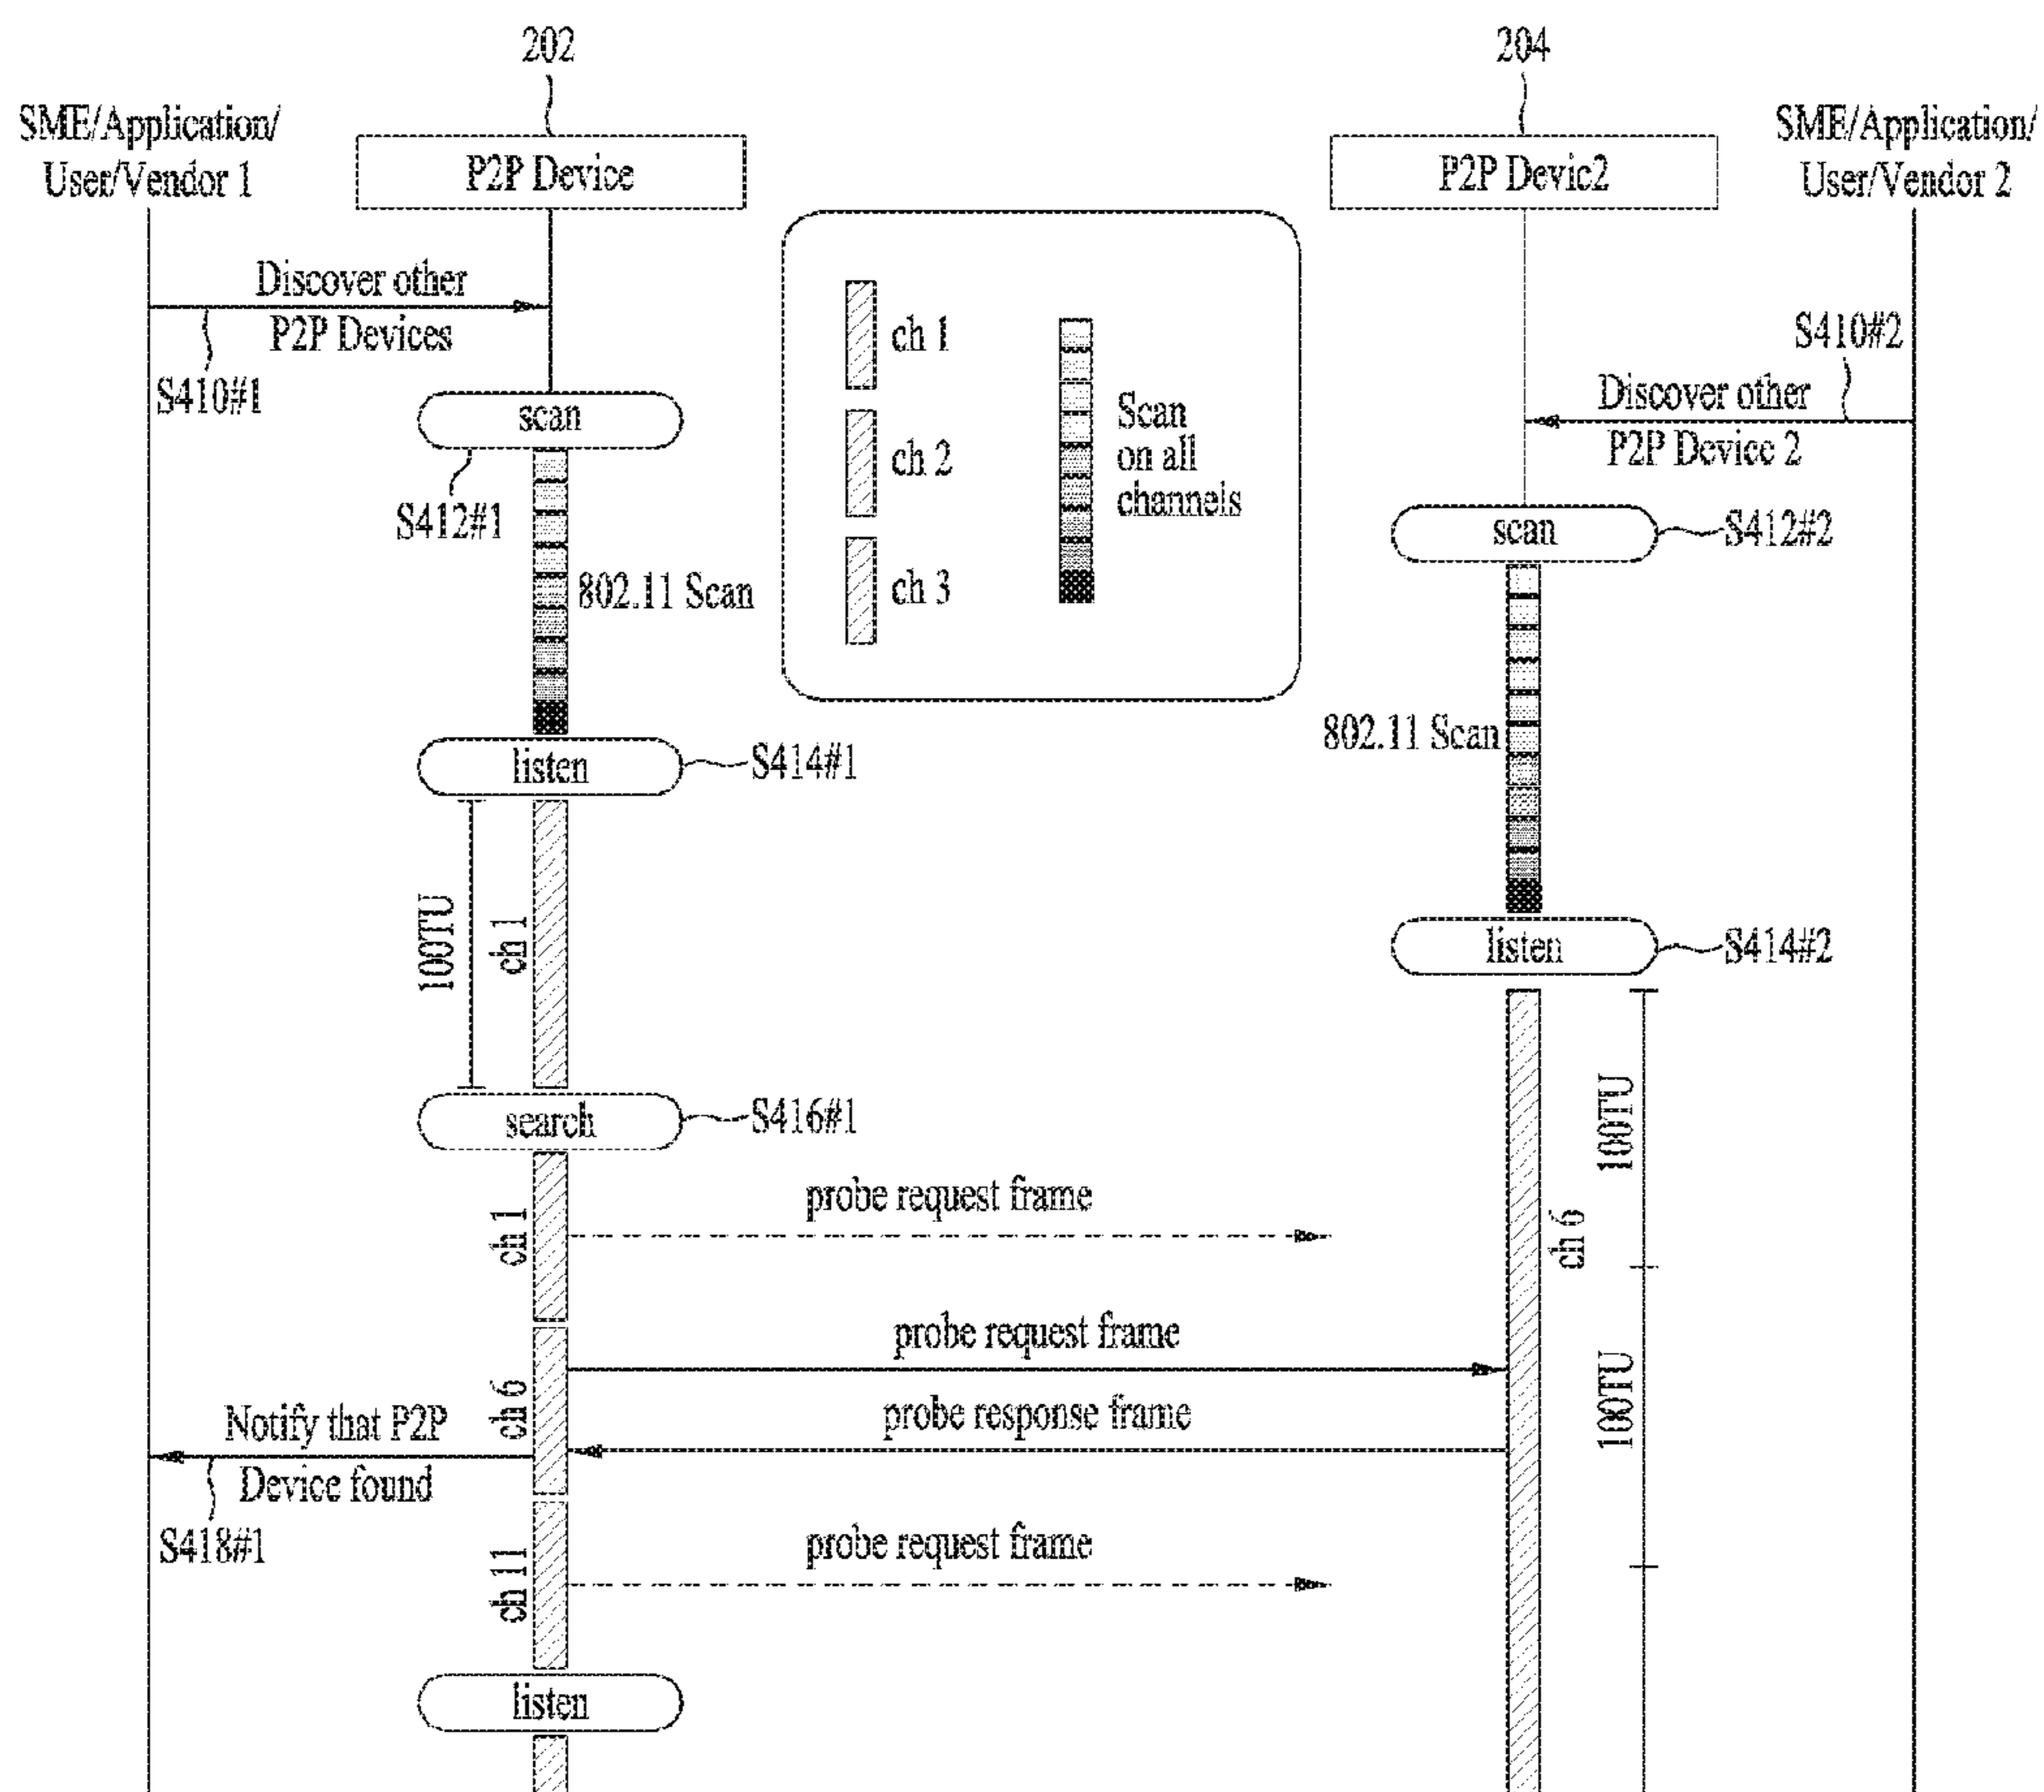 202
204
SME/Application/
User/Vendor 1
P2P Device
P2P Devic2
SME/Application/
User/Vendor 2
Discover other
P2P Devices
S410#1
S410#2
Discover other
P2P Device 2
ch 1
ch 2
ch 3
Scan
on all
channels
scan
S412#1
802.11 Scan
scan
S412#2
802.11 Scan
listen
S414#1
100TU
ch 1
listen
S414#2
search
S416#1
ch 1
probe request frame
100TU
ch 6
probe request frame
ch 6
probe response frame
100TU
Notify that P2P
Device found
S418#1
ch 11
probe request frame
listen